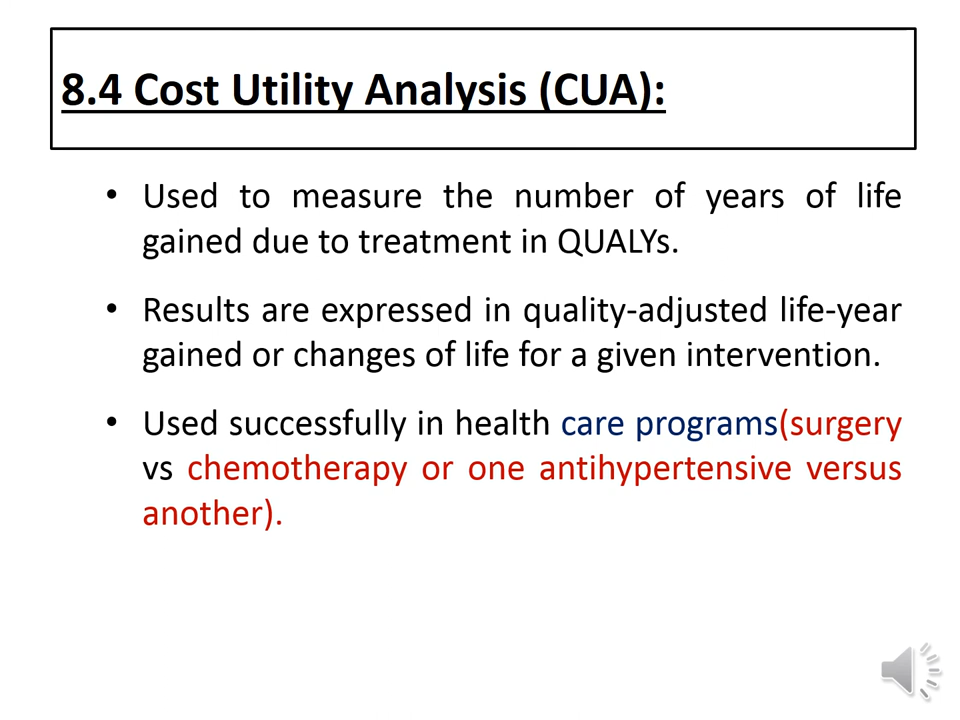 8.4 Cost Utility Analysis (CUA):
• Used to measure the number of years of life
gained due to treatment in QUALYs.
• Results are expressed in quality-adjusted life-year
gained or changes of life for a given intervention.
• Used successfully in health care programs(surgery
vs chemotherapy or one antihypertensive versus
another).